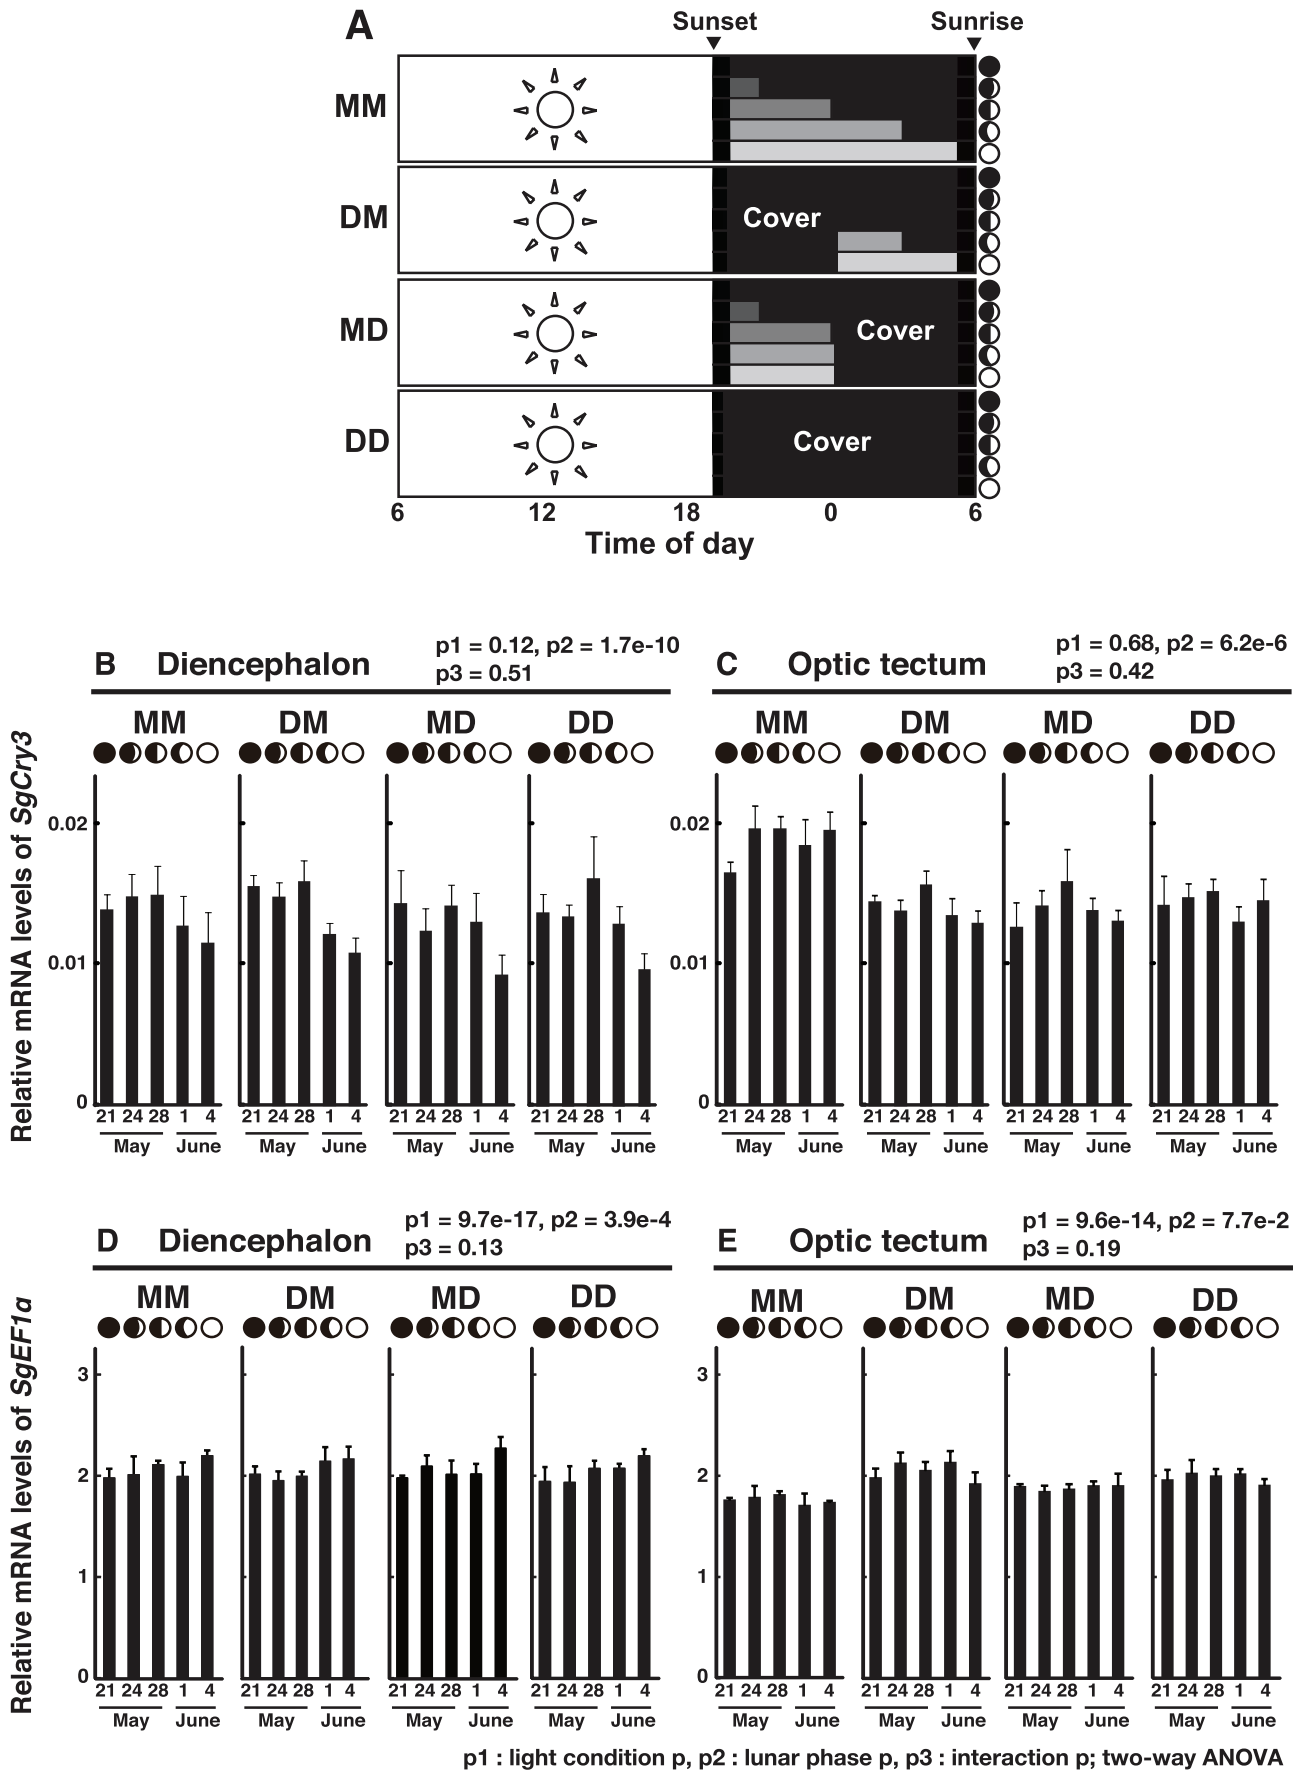 A
Sunset Sunrise
MM
DM Cover
MD Cover
DD Cover
6 12 18 0 6
Time of day
B Diencephalon p1 = 0.12, p2 = 1.7e-10
p3 = 0.51
MM DM MD DD
Relative mRNA levels of SgCry3
0.02
0.01
0
21 24 28 1 4 21 24 28 1 4 21 24 28 1 4 21 24 28 1 4
May June May June May June May June
C Optic tectum p1 = 0.68, p2 = 6.2e-6
p3 = 0.42
MM DM MD DD
0.02
0.01
0
21 24 28 1 4 21 24 28 1 4 21 24 28 1 4 21 24 28 1 4
May June May June May June May June
D Diencephalon p1 = 9.7e-17, p2 = 3.9e-4
p3 = 0.13
MM DM MD DD
Relative mRNA levels of SgEF1a
3
2
1
0
21 24 28 1 4 21 24 28 1 4 21 24 28 1 4 21 24 28 1 4
May June May June May June May June
E Optic tectum p1 = 9.6e-14, p2 = 7.7e-2
p3 = 0.19
MM DM MD DD
3
2
1
0
21 24 28 1 4 21 24 28 1 4 21 24 28 1 4 21 24 28 1 4
May June May June May June May June
p1 : light condition p, p2 : lunar phase p, p3 : interaction p; two-way ANOVA